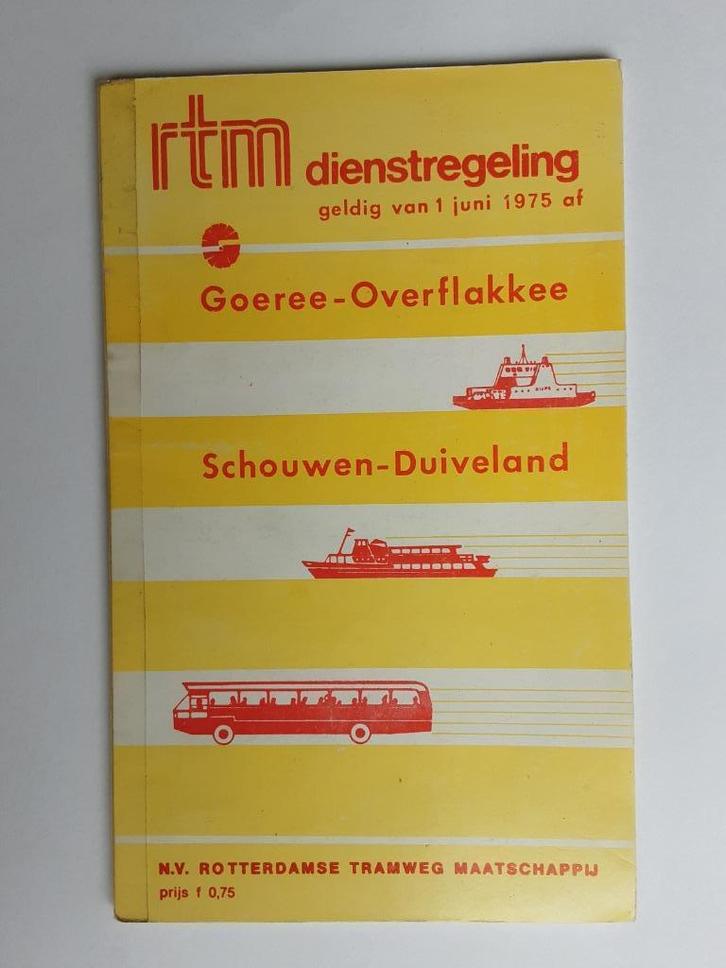 rtm dienstregeling
geldig van 1 juni 1975 af
Goeree-Overflakkee
Schouwen-Duiveland
N.V. ROTTERDAMSE TRAMWEG MAATSCHAPPIJ
prijs f 0,75